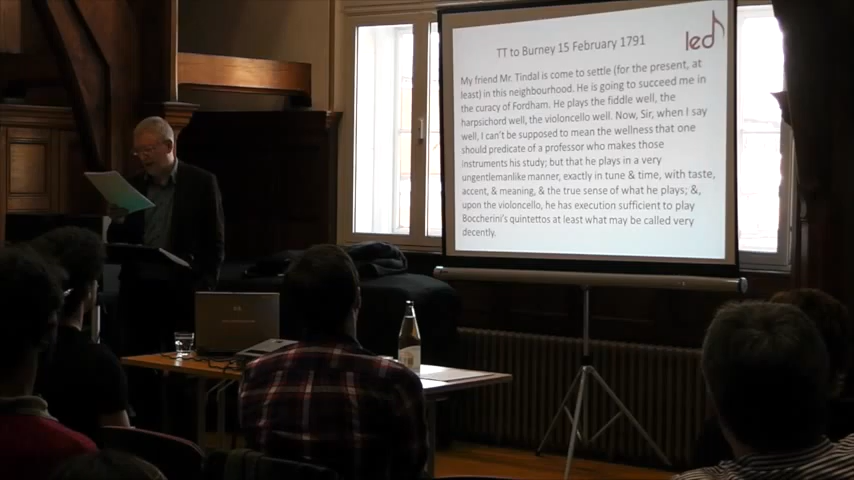 TT to Burney 15 February 1791
led
My friend Mr. Tindal is come to settle (for the present, at
least) in this neighbourhood. He is going to succeed me in
the curacy of Fordham. He plays the fiddle well, the
harpsichord well, the violoncello well. Now, Sir, when I say
well, I can't be supposed to mean the wellness that one
should predicate of a professor who makes those
instruments his study; but that he plays in a very
ungentlemanlike manner, exactly in tune & time, with taste,
accent, & meaning, & the true sense of what he plays; &,
upon the violoncello, he has execution sufficient to play
Boccherini's quintettos at least what may be called very
decently.